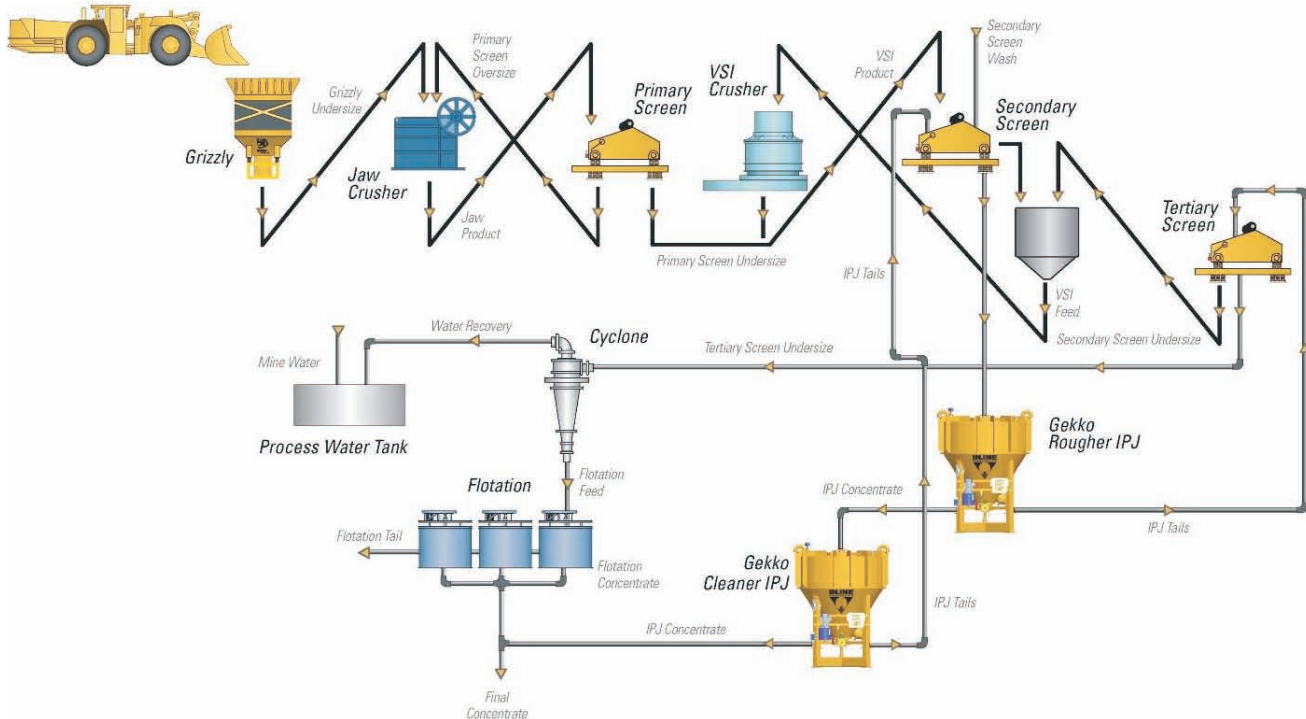 Primary
Screen
Oversize
Secondary
Screen
Wash
VSI
Product
VSI
Crusher
Primary
Screen
Grizzly
Undersize
Secondary
Screen
Grizzly
Jaw
Crusher
Jaw
Product
Tertiary
Screen
Primary Screen Undersize
IPJ Tails
VSI
Feed
Secondary Screen Undersize
Water Recovery
Cyclone
Tertiary Screen Undersize
Mine Water
Process Water Tank
Gekko
Rougher IPJ
INLINE
Flotation
Flotation
Feed
IPJ Concentrate
IPJ Tails
Flotation Tail
Flotation
Concentrate
Gekko
Cleaner IPJ
INLINE
IPJ Tails
IPJ Concentrate
Final
Concentrate